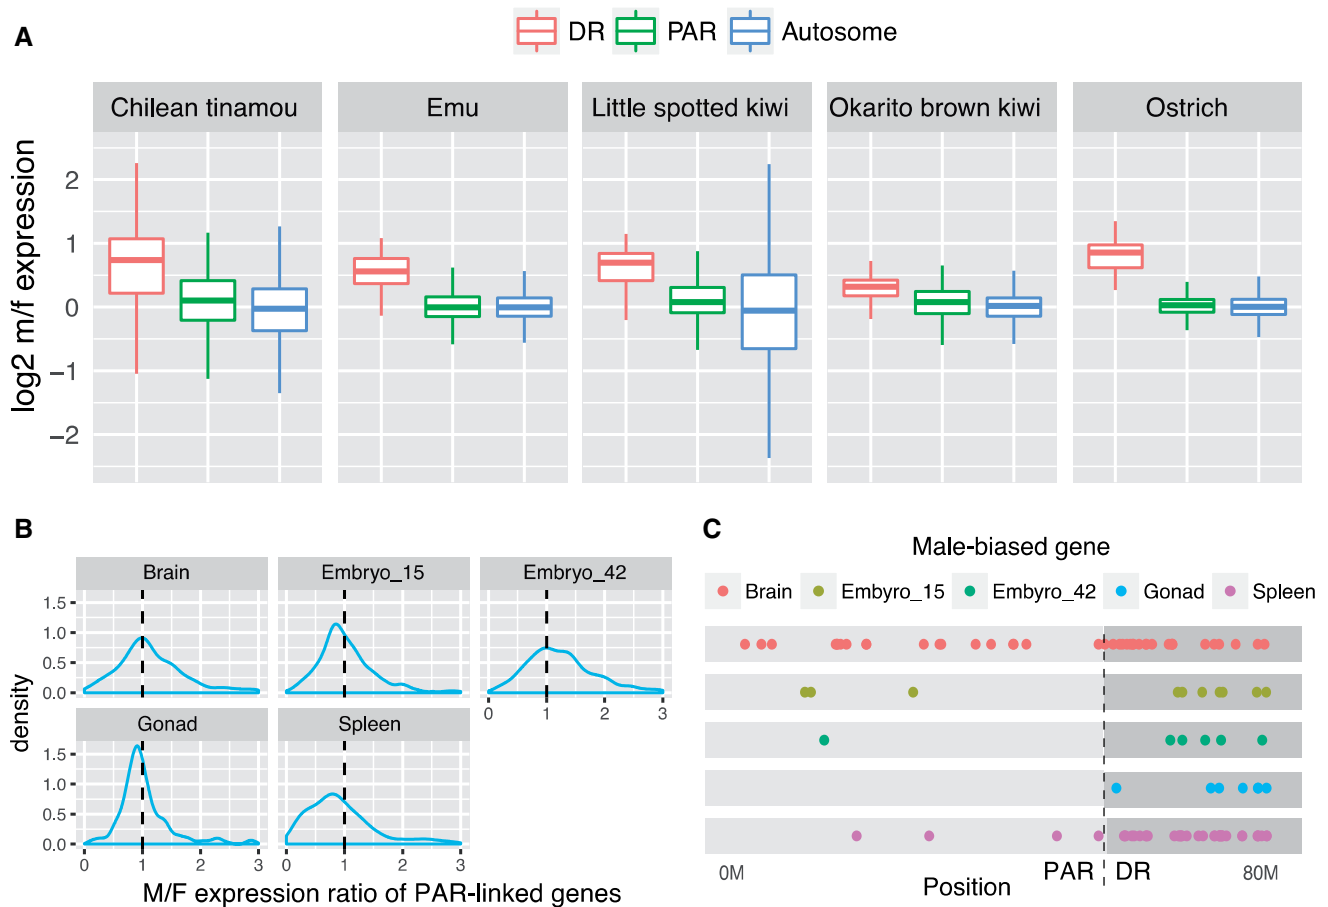 A
DR PAR Autosome
Chilean tinamou Emu Little spotted kiwi Okarito brown kiwi Ostrich
log2 m/f expression
2
1
0
−1
−2
B
Brain Embryo_15 Embryo_42
1.5
1.0
0.5
0.0
0 1 2 3
density
Gonad Spleen
1.5
1.0
0.5
0.0
0 1 2 3 0 1 2 3
M/F expression ratio of PAR-linked genes
C
Male-biased gene
Brain Embyro_15 Embyro_42 Gonad Spleen
PAR DR
0M Position 80M